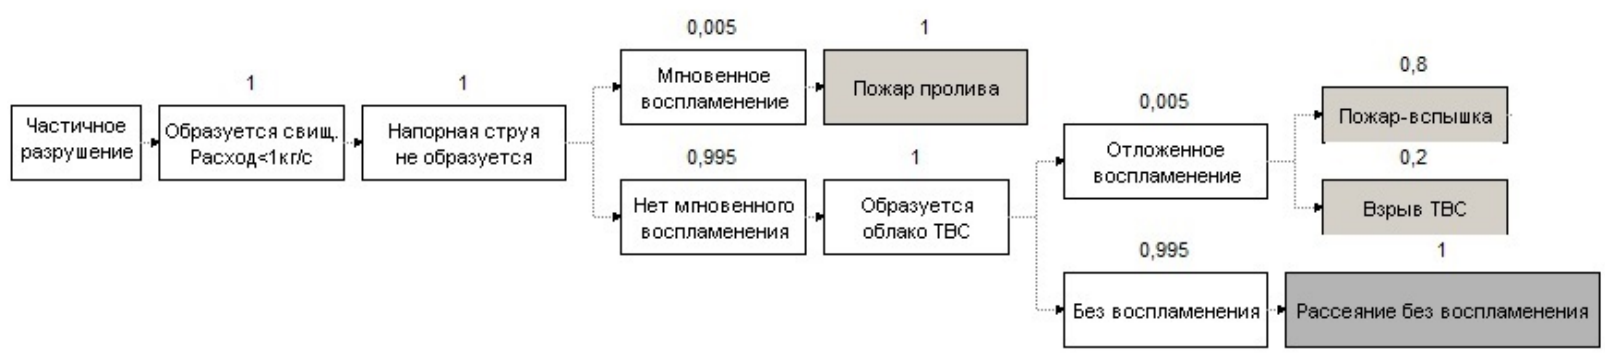 0,005
1
Мгновенное
воспламенение
Пожар пролива
1
1
Частичное
разрушение
Образуется свищ.
Расход<1кг/с
Напорная струя
не образуется
0,995
1
Нет мгновенного
воспламенения
Образуется
облако ТВС
0,005
Отложенное
воспламенение
0,8
Пожар-вспышка
0,2
Взрыв ТВС
0,995
1
Без воспламенения
Рассеяние без воспламенения